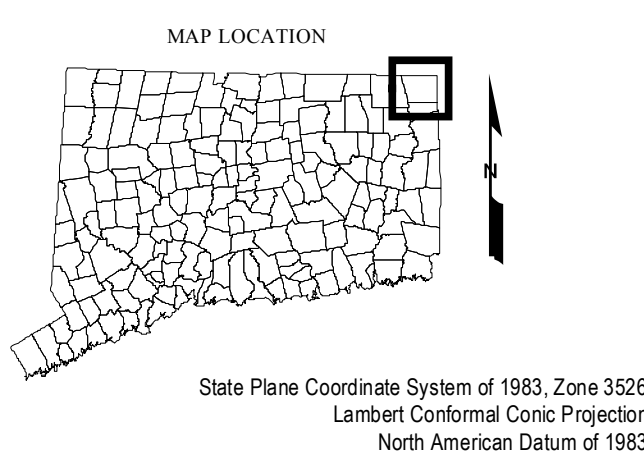 MAP LOCATION
N
State Plane Coordinate System of 1983, Zone 3526
Lambert Conformal Conic Projection
North American Datum of 1983